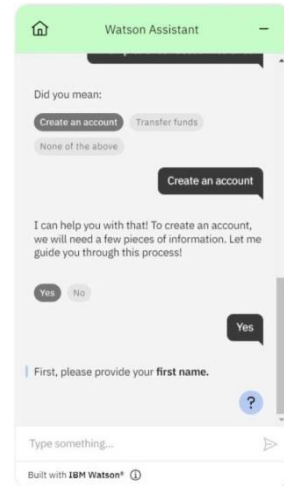 Watson Assistant
Did you mean:
Create an account Transfer funds
None of the above
Create an account
I can help you with that! To create an account,
we will need a few pieces of information. Let me
guide you through this process!
Yes No
Yes
First, please provide your first name.
?
Type something...
Built with IBM Watson®